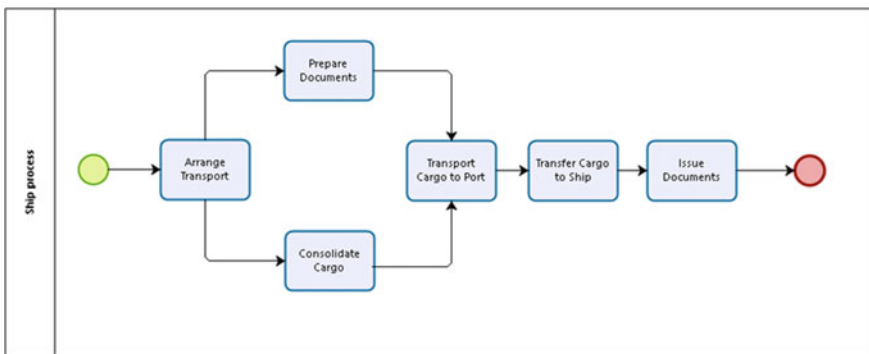 Ship process
Arrange
Transport
Prepare
Documents
Consolidate
Cargo
Transport
Cargo to Port
Transfer Cargo
to Ship
Issue
Documents